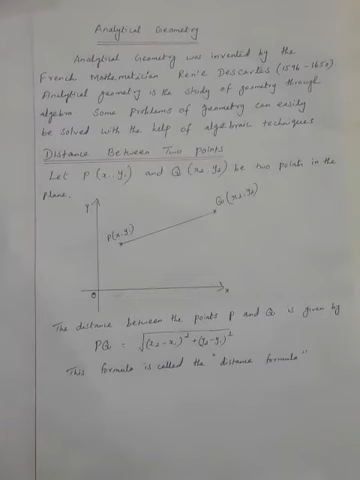 Analytical Geometry
Analytical Geometry was invented by the
French Mathematician Rene Descartes (1596-1650)
Analytical geometry is the study of geometry through
algebra. Some problems of geometry can easily
be solved with the help of algebraic techniques
Distance Between Two points
Let P (x₁, y₁) and Q (x₂, y₂) be two points in the
plane.
Y
Q (x₂, y₂)
P(x₁ y₁)
O
x
The distance between the points P and Q is given by
PQ = √(x₂ - x₁)² + (y₂ - y₁)²
This formula is called the "distance formula"